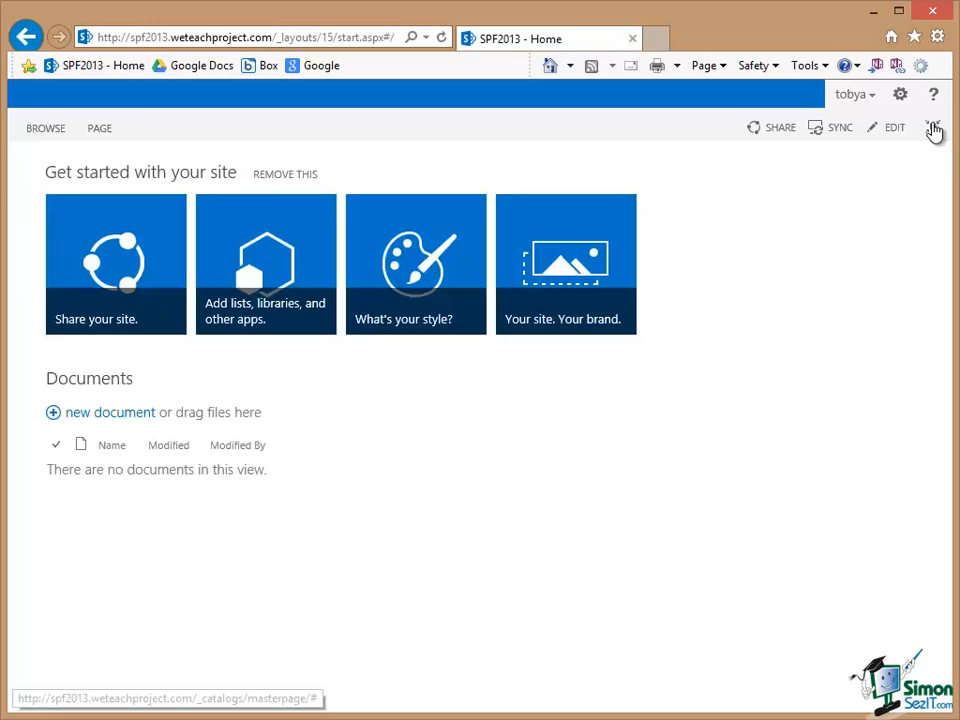 http://spf2013.weteachproject.com/_layouts/15/start.aspx#/
SPF2013 - Home
SPF2013 - Home Google Docs Box Google Page Safety Tools
tobya ?
BROWSE PAGE SHARE SYNC EDIT
Get started with your site REMOVE THIS
Share your site.
Add lists, libraries, and other apps.
What's your style?
Your site. Your brand.
Documents
new document or drag files here
Name Modified Modified By
There are no documents in this view.
http://spf2013.weteachproject.com/_catalogs/masterpage/#
Simon
SezIT.com